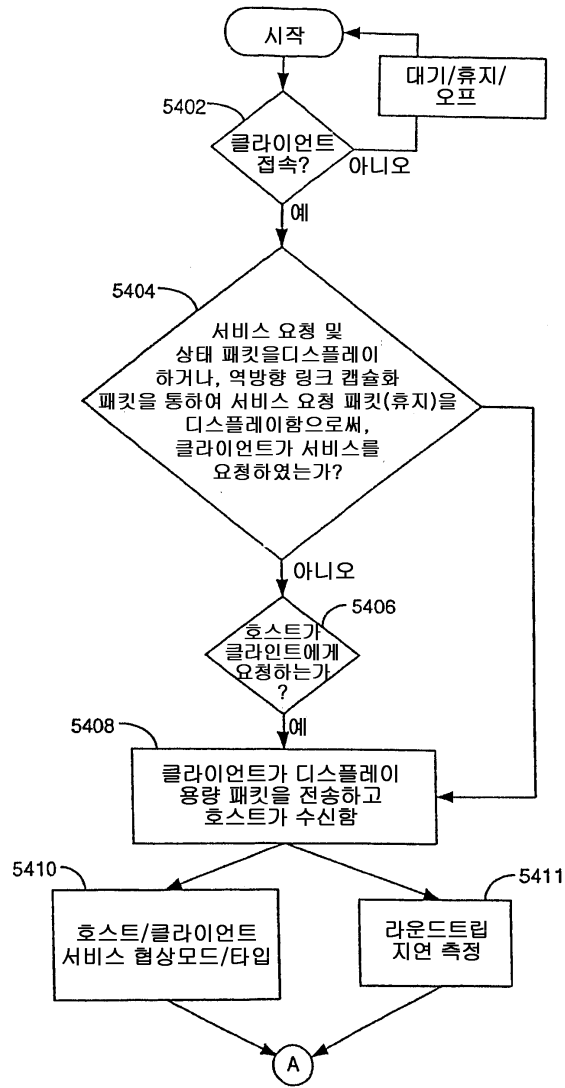 시작
대기/휴지/
오프
5402
클라이언트
접속?
아니오
예
5404
서비스 요청 및
상태 패킷을디스플레이
하거나, 역방향 링크 캡슐화
패킷을 통하여 서비스 요청 패킷(휴지)을
디스플레이함으로써,
클라이언트가 서비스를
요청하였는가?
아니오
5406
호스트가
클라인트에게
요청하는가
?
예
5408
클라이언트가 디스플레이
용량 패킷을 전송하고
호스트가 수신함
5410
호스트/클라이언트
서비스 협상모드/타입
5411
라운드트립
지연 측정
A